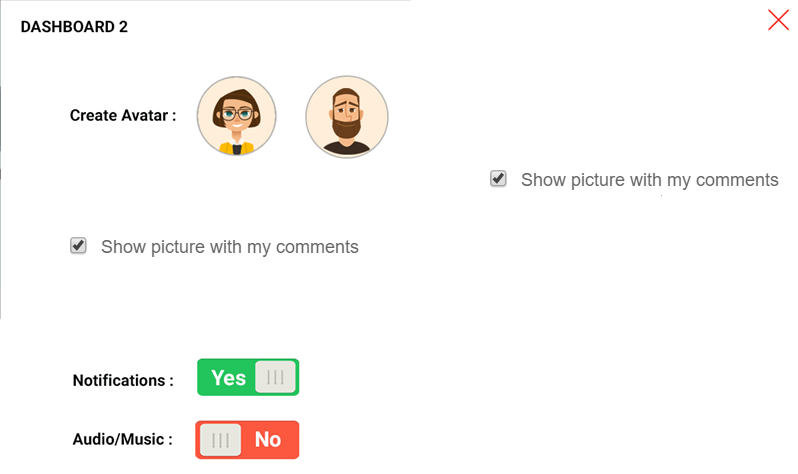 DASHBOARD 2
Create Avatar :
Show picture with my comments
Show picture with my comments
Notifications : Yes
Audio/Music : No